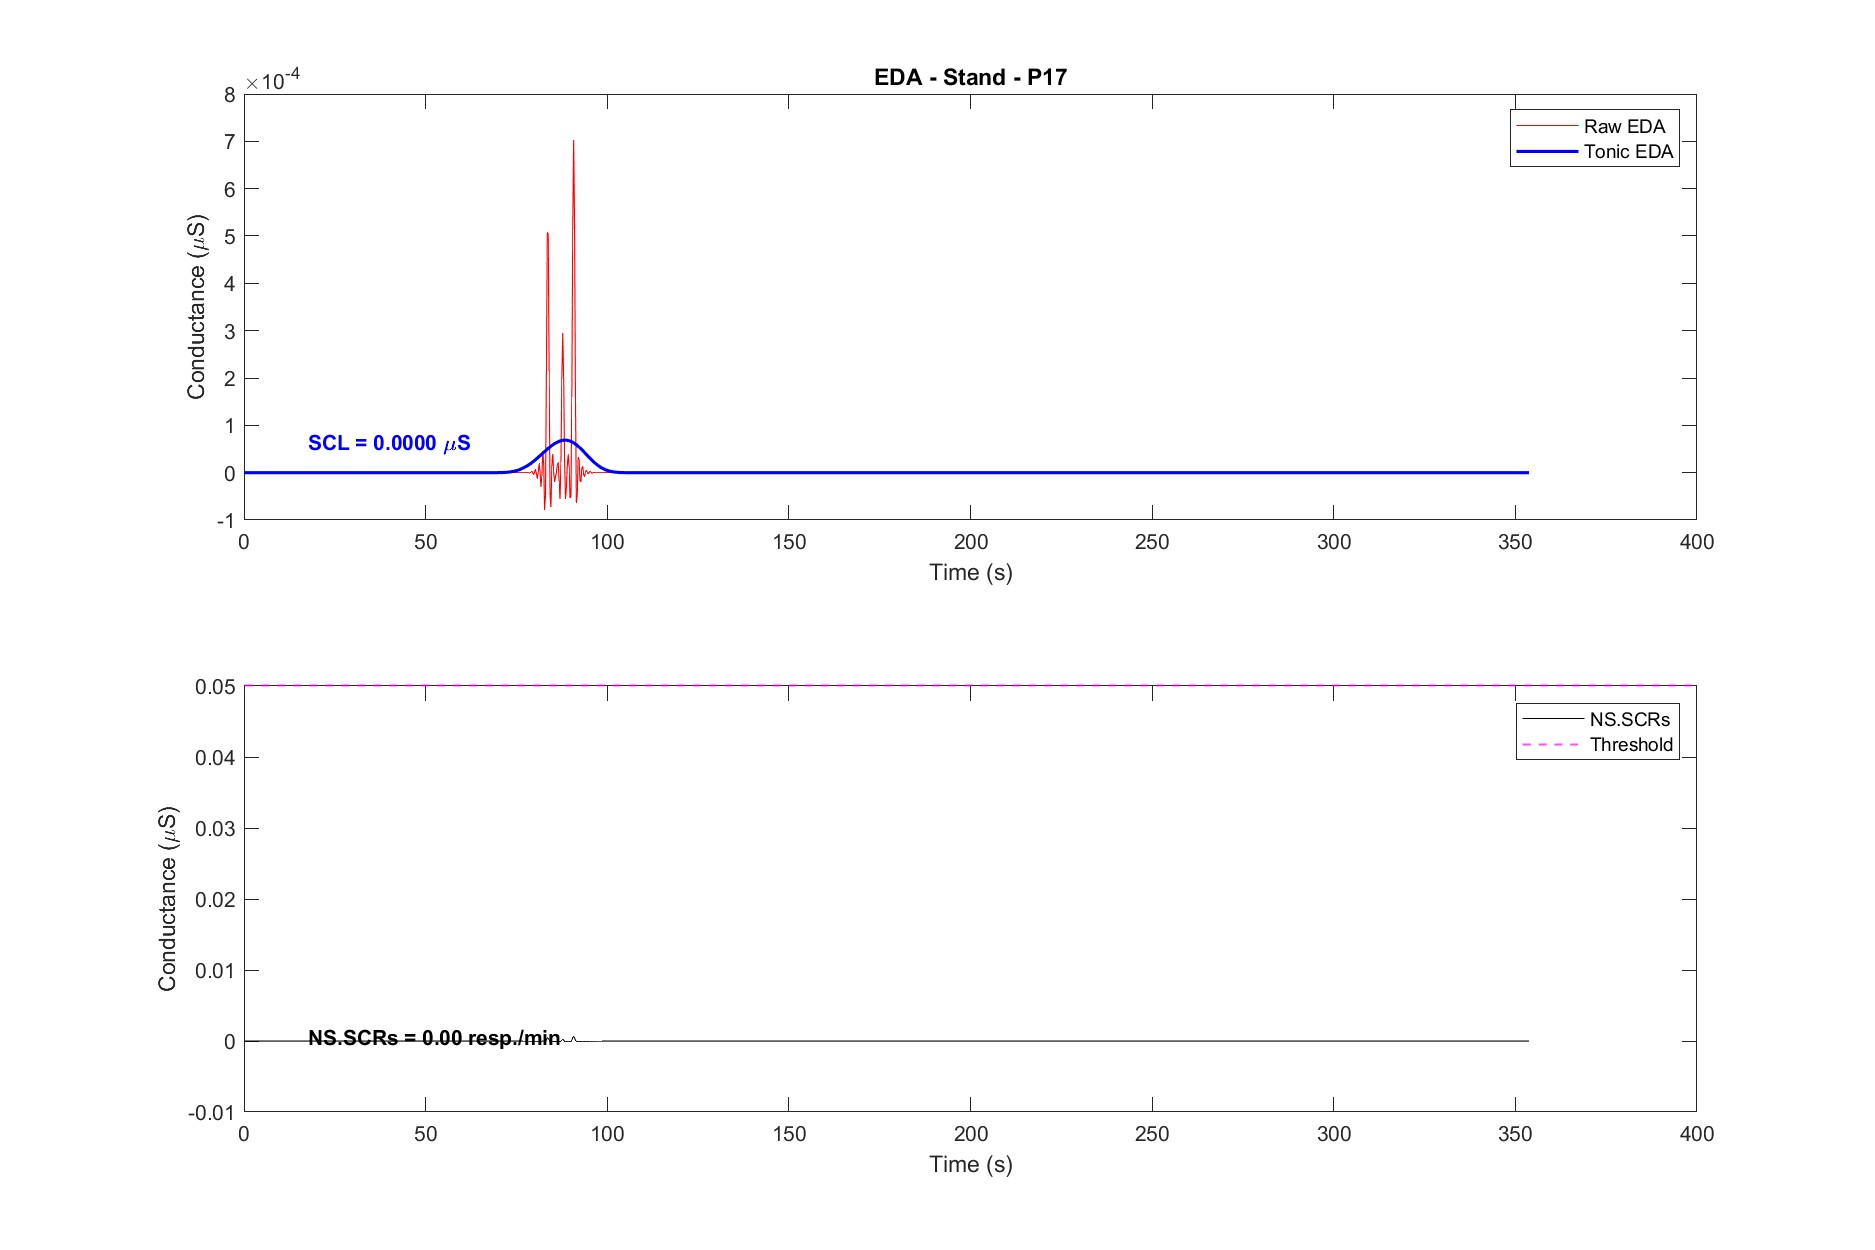 EDA - Stand - P17
×10-4
8
7
6
5
4
3
2
1
0
-1
Conductance (μS)
Raw EDA
Tonic EDA
SCL = 0.0000 μS
0 50 100 150 200 250 300 350 400
Time (s)
0.05
0.04
0.03
0.02
0.01
0
-0.01
Conductance (μS)
NS.SCRs
Threshold
NS.SCRs = 0.00 resp./min
0 50 100 150 200 250 300 350 400
Time (s)